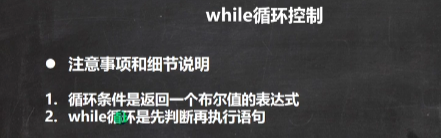 while循环控制
● 注意事项和细节说明
1. 循环条件是返回一个布尔值的表达式
2. while循环是先判断再执行语句